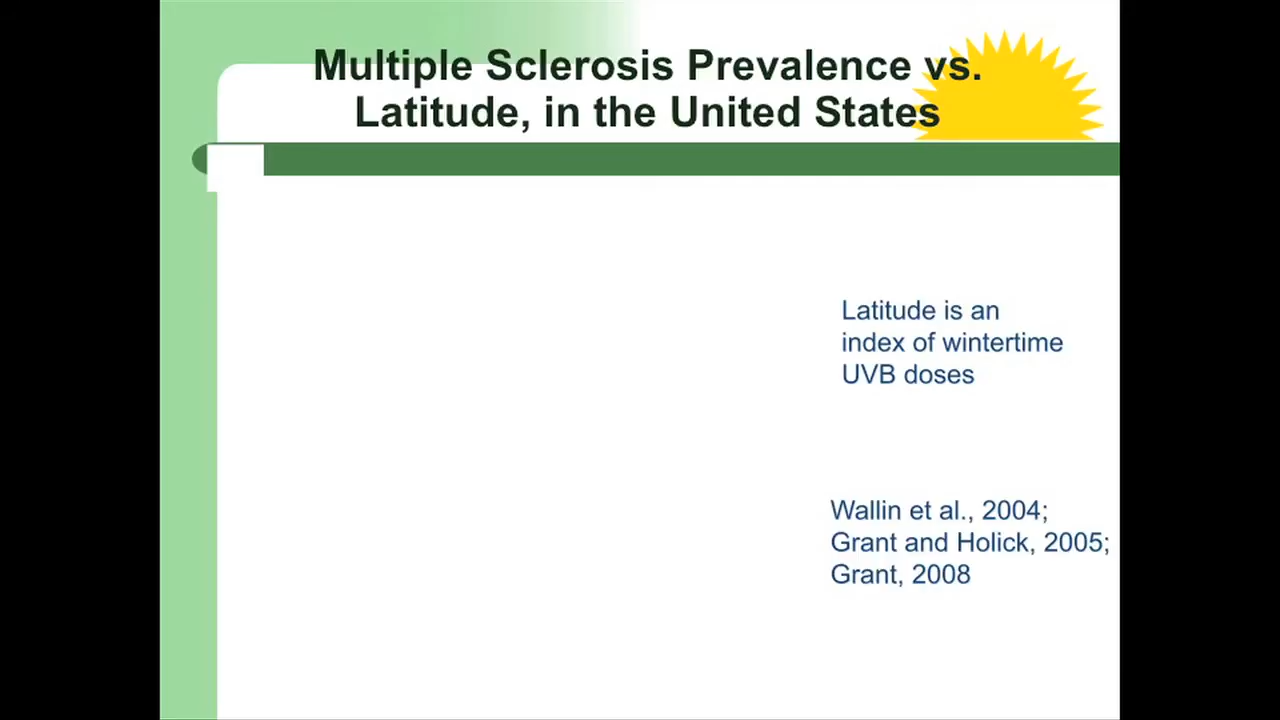 Multiple Sclerosis Prevalence vs.
Latitude, in the United States
Latitude is an
index of wintertime
UVB doses
Wallin et al., 2004;
Grant and Holick, 2005;
Grant, 2008